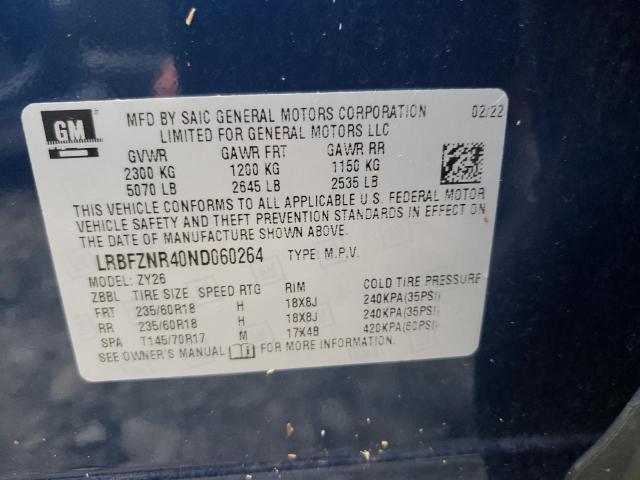 GM
MFD BY SAIC GENERAL MOTORS CORPORATION 02/22
LIMITED FOR GENERAL MOTORS LLC
GVWR GAWR FRT GAWR RR
2300 KG 1200 KG 1150 KG
5070 LB 2645 LB 2535 LB
THIS VEHICLE CONFORMS TO ALL APPLICABLE U.S. FEDERAL MOTOR
VEHICLE SAFETY AND THEFT PREVENTION STANDARDS IN EFFECT ON
THE DATE OF MANUFACTURE SHOWN ABOVE.
LRBFZNR40ND060264 TYPE: M.P.V.
MODEL: ZY26
ZBBL TIRE SIZE SPEED RTG RIM COLD TIRE PRESSURE
FRT 235/60R18 H 18X8J 240KPA(35PSI)
RR 235/60R18 H 18X8J 240KPA(35PSI)
SPA T145/70R17 M 17X4B 420KPA(60PSI)
SEE OWNER'S MANUAL FOR MORE INFORMATION.